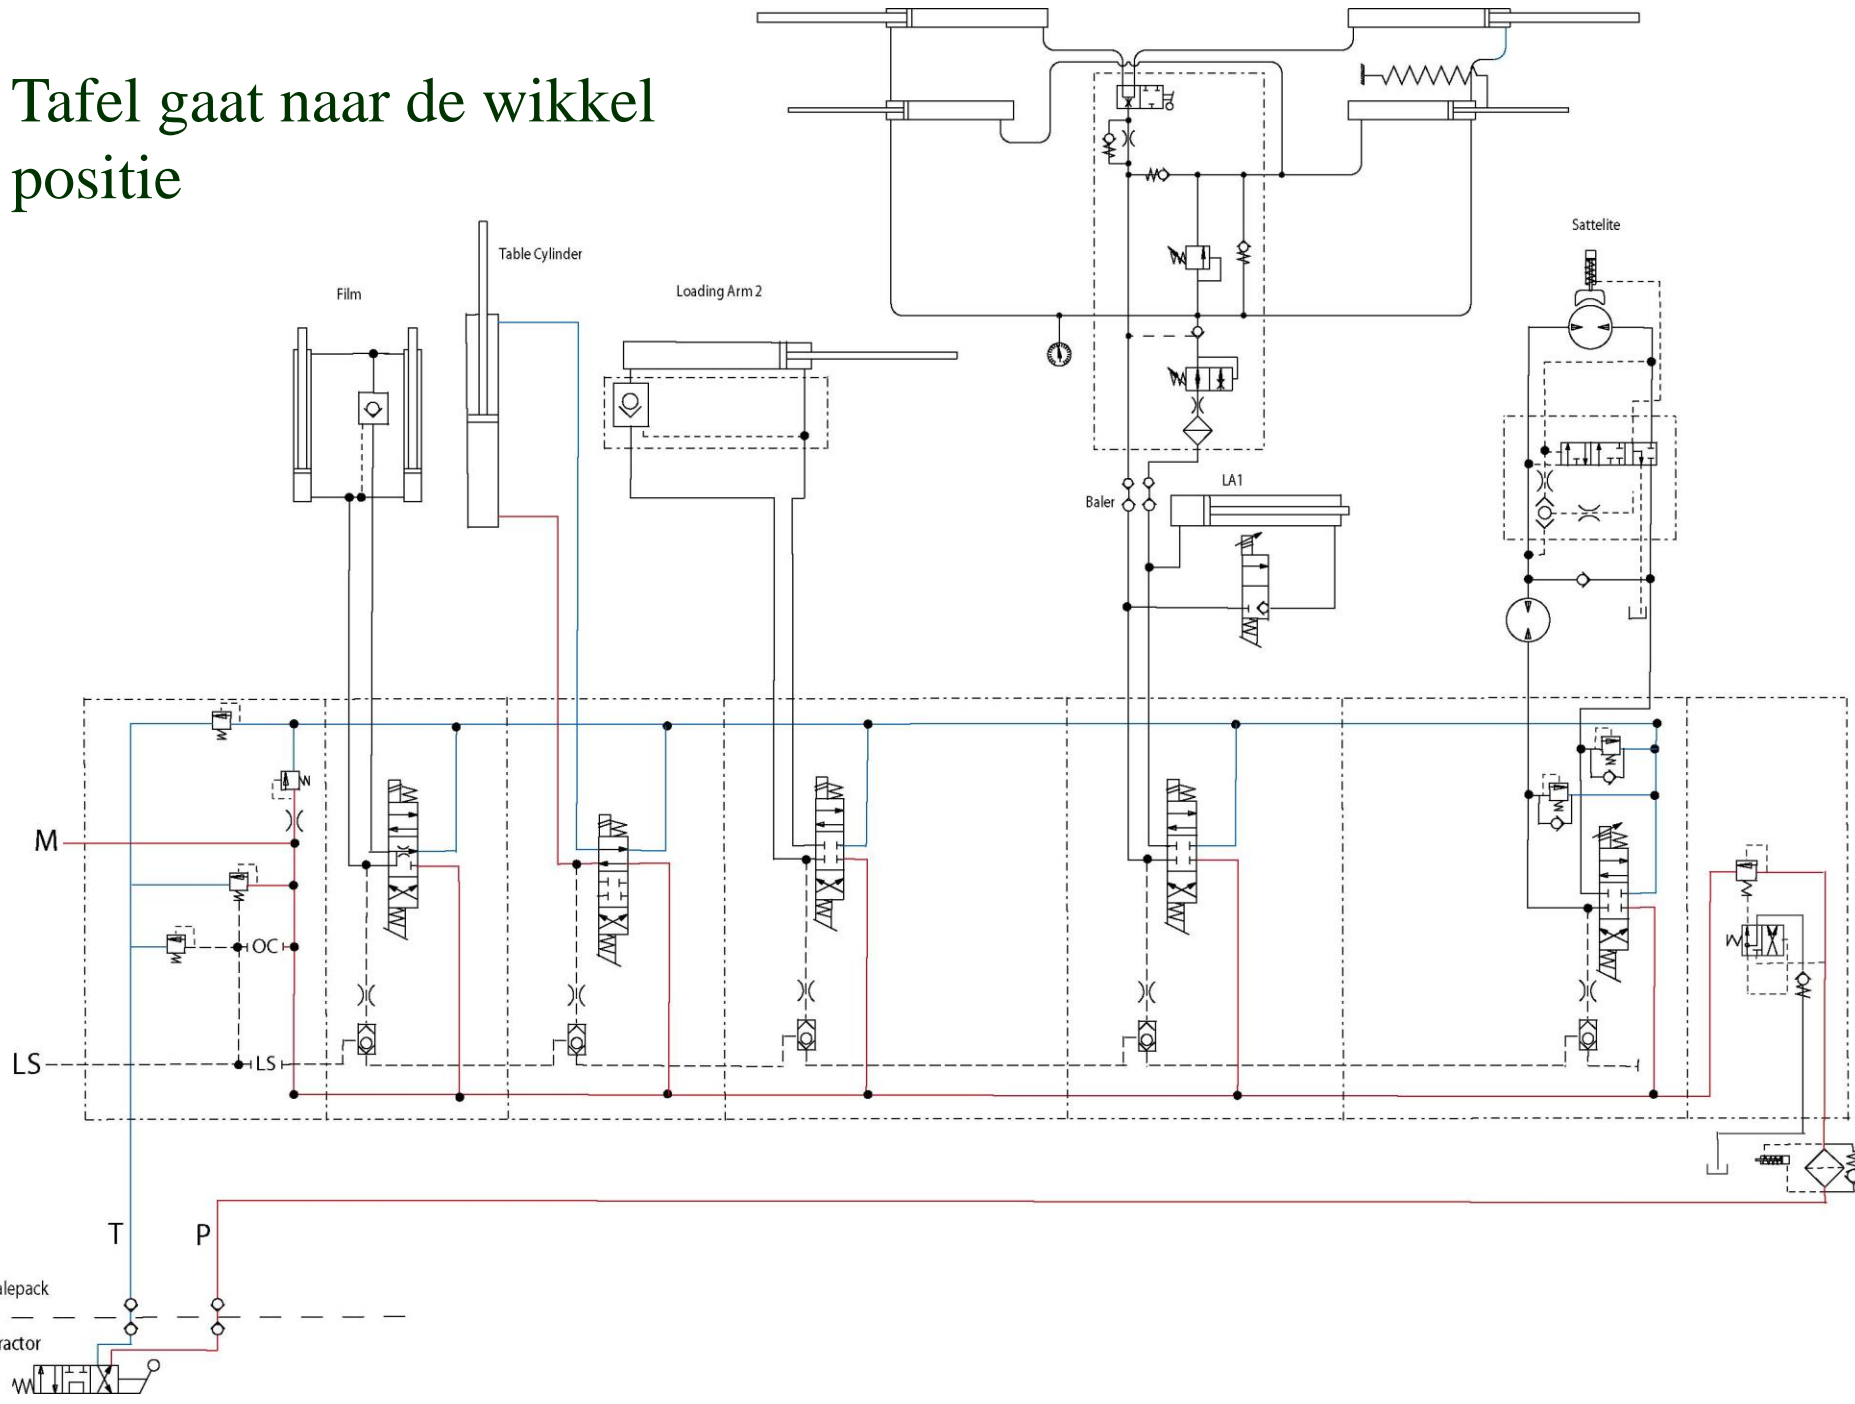 Tafel gaat naar de wikkel
positie
Sattelite
Table Cylinder
Film
Loading Arm 2
LA1
Baler
M
OC
LS
LS
T
P
alepack
ractor